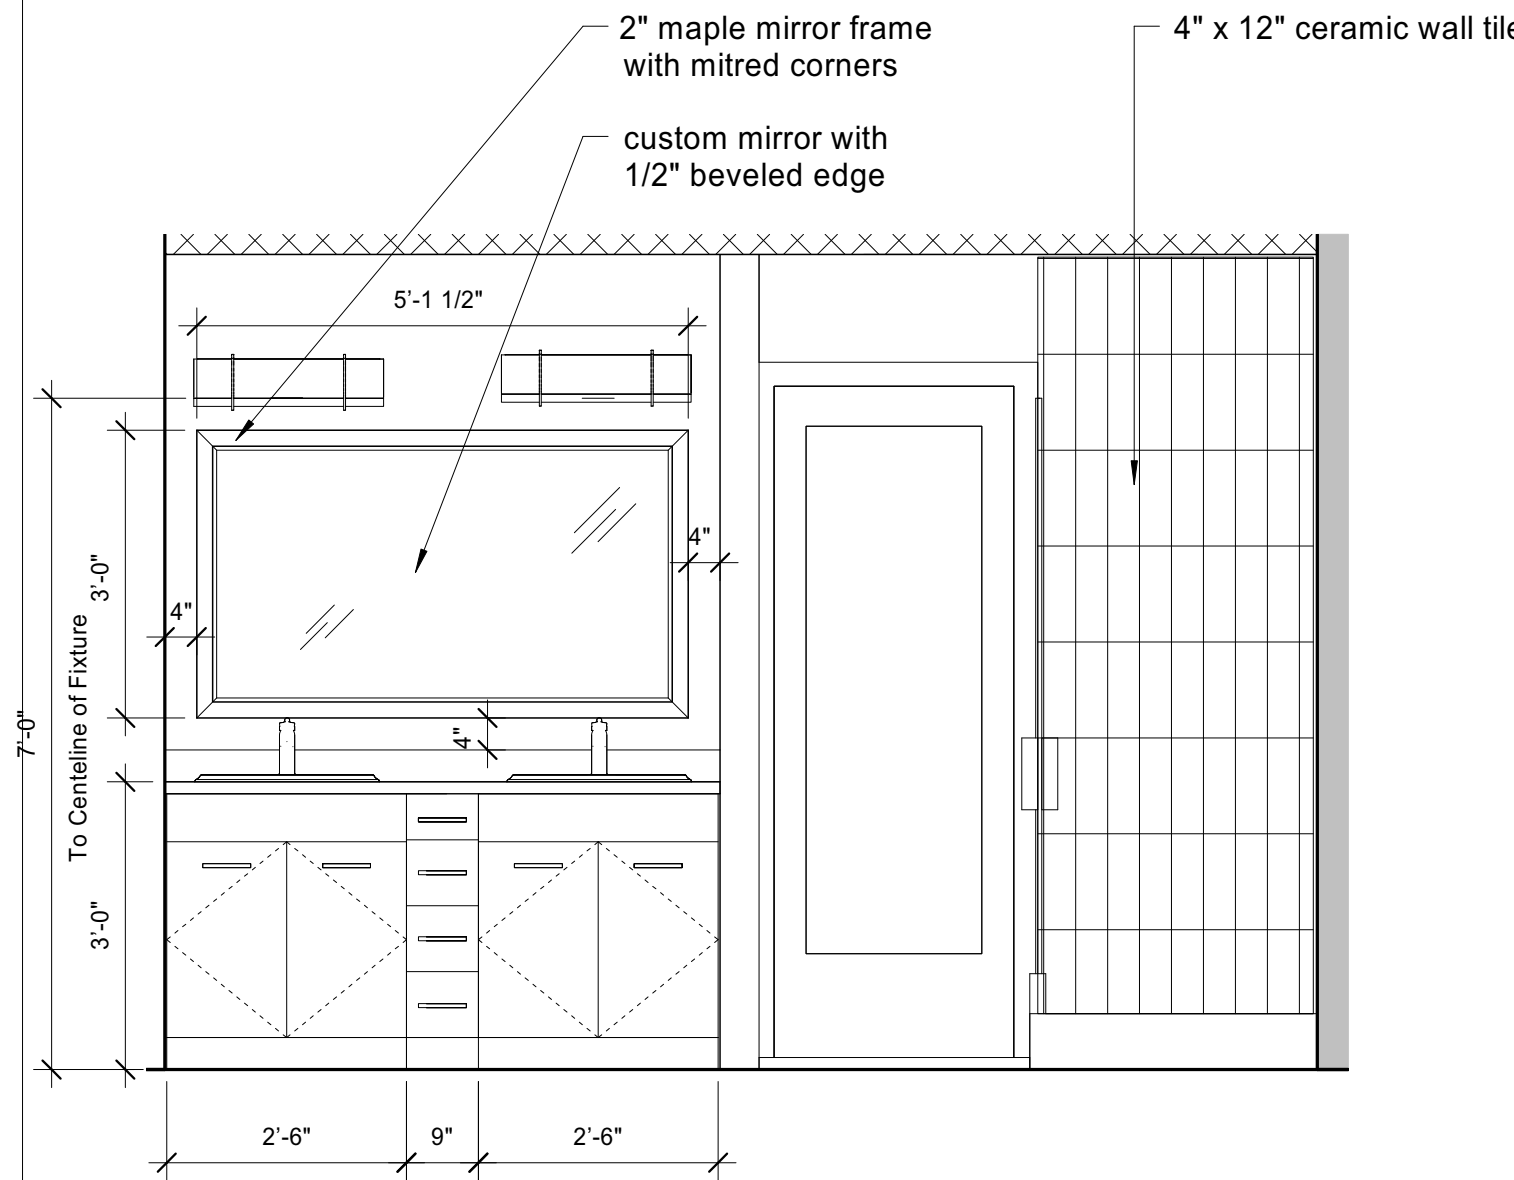 2" maple mirror frame
with mitred corners
4" x 12" ceramic wall tile
custom mirror with
1/2" beveled edge
5'-1 1/2"
4"
3'-0"
4"
To Centeline of Fixture
7'-0"
4"
3'-0"
2'-6"
9"
2'-6"